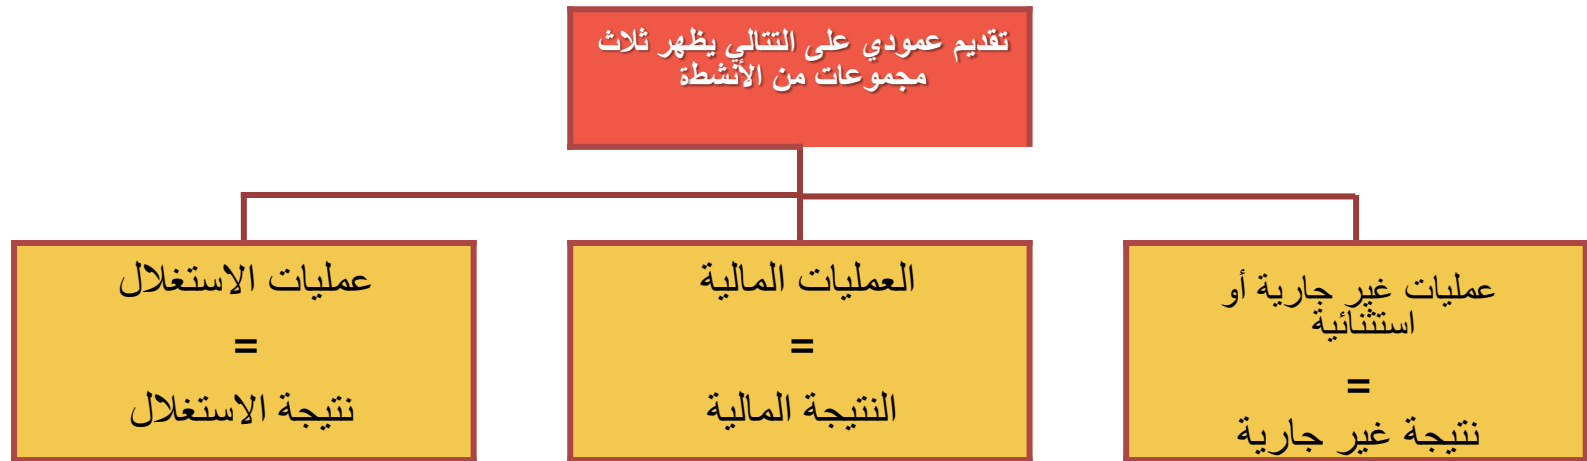 تقديم عمودي على التتالي يظهر ثلاث
مجموعات من الأنشطة
عمليات غير جارية أو
استثنائية
=
نتيجة غير جارية
العمليات المالية
=
النتيجة المالية
عمليات الاستغلال
=
نتيجة الاستغلال